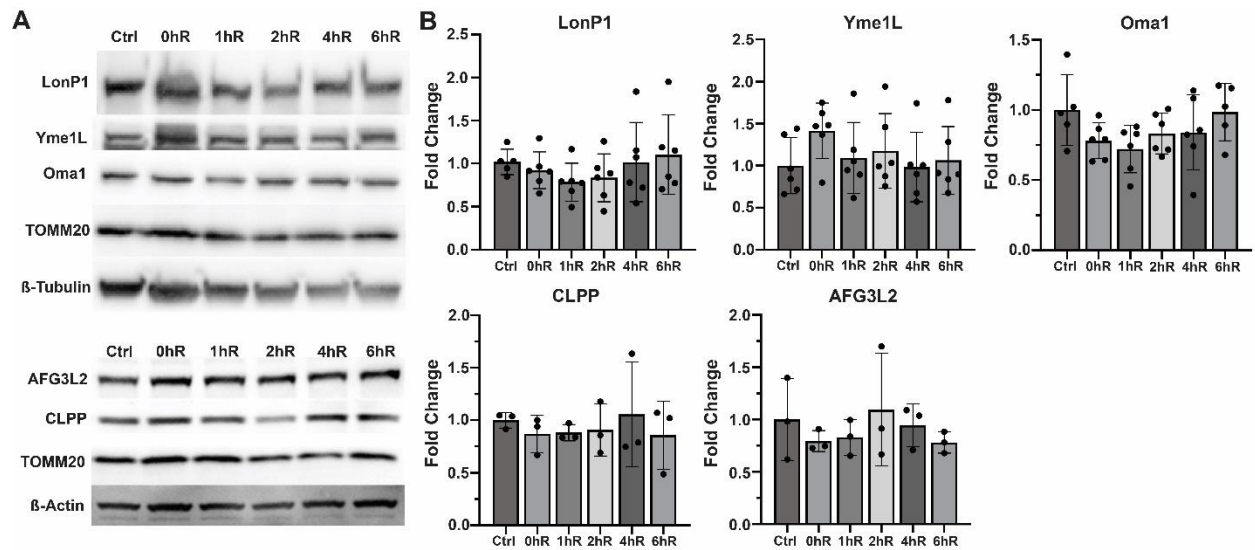 A
Ctrl 0hR 1hR 2hR 4hR 6hR
LonP1
Yme1L
Oma1
TOMM20
ß-Tubulin
Ctrl 0hR 1hR 2hR 4hR 6hR
AFG3L2
CLPP
TOMM20
ß-Actin
B
LonP1
Fold Change
2.5
2.0
1.5
1.0
0.5
0.0
Ctrl 0hR 1hR 2hR 4hR 6hR
Yme1L
Fold Change
2.5
2.0
1.5
1.0
0.5
0.0
Ctrl 0hR 1hR 2hR 4hR 6hR
Oma1
Fold Change
1.5
1.0
0.5
0.0
Ctrl 0hR 1hR 2hR 4hR 6hR
CLPP
Fold Change
2.0
1.5
1.0
0.5
0.0
Ctrl 0hR 1hR 2hR 4hR 6hR
AFG3L2
Fold Change
2.0
1.5
1.0
0.5
0.0
Ctrl 0hR 1hR 2hR 4hR 6hR